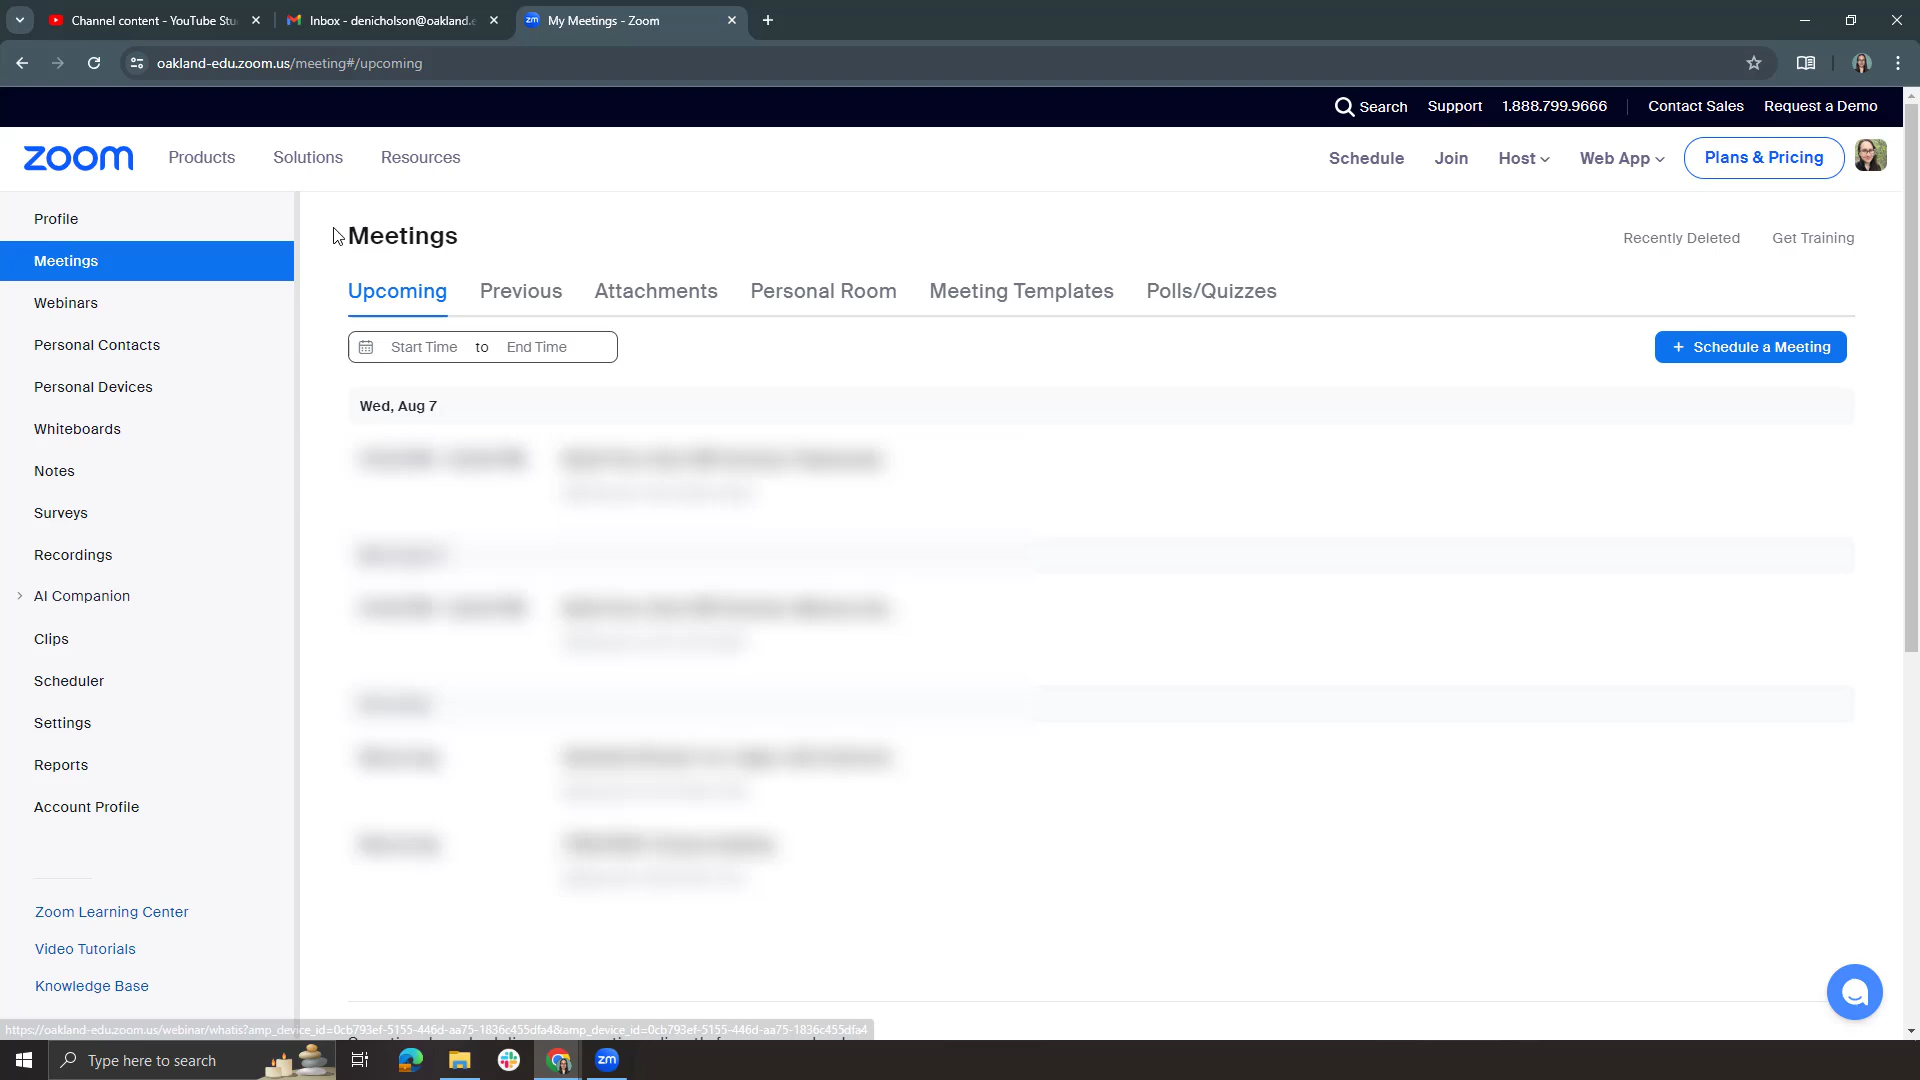 Channel content - YouTube Stu
Inbox - denicholson@oakland.e
zm My Meetings - Zoom
oakland-edu.zoom.us/meeting#/upcoming
Search Support 1.888.799.9666 Contact Sales Request a Demo
zoom Products Solutions Resources Schedule Join Host Web App Plans & Pricing
Profile
Meetings
Webinars
Personal Contacts
Personal Devices
Whiteboards
Notes
Surveys
Recordings
AI Companion
Clips
Scheduler
Settings
Reports
Account Profile
Zoom Learning Center
Video Tutorials
Knowledge Base
Meetings
Recently Deleted Get Training
Upcoming Previous Attachments Personal Room Meeting Templates Polls/Quizzes
Start Time to End Time
+ Schedule a Meeting
Wed, Aug 7
https://oakland-edu.zoom.us/webinar/whatis?amp_device_id=0cb793ef-5155-446d-aa75-1836c455dfa4&amp_device_id=0cb793ef-5155-446d-aa75-1836c455dfa4
Type here to search
zm